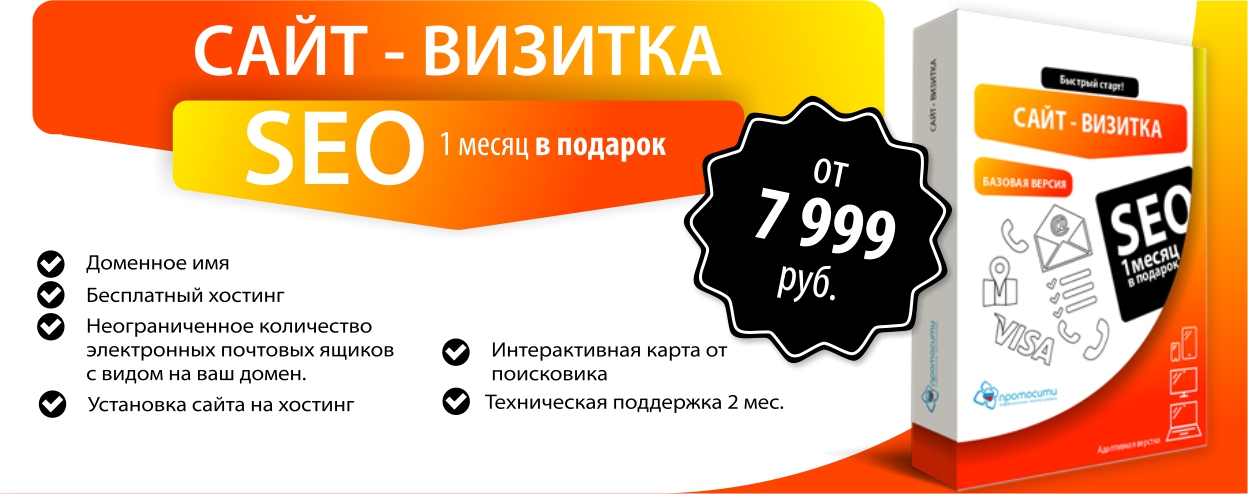 САЙТ - ВИЗИТКА
SEO 1 месяц в подарок
от
7 999
руб.
Доменное имя
Бесплатный хостинг
Неограниченное количество
электронных почтовых ящиков
с видом на ваш домен.
Установка сайта на хостинг
Интерактивная карта от
поисковика
Техническая поддержка 2 мес.
САЙТ - ВИЗИТКА
протосити
Быстрый старт!
САЙТ - ВИЗИТКА
БАЗОВАЯ ВЕРСИЯ
SEO
1 месяц
в подарок
@
VISA
протосити
Адаптивная верстка